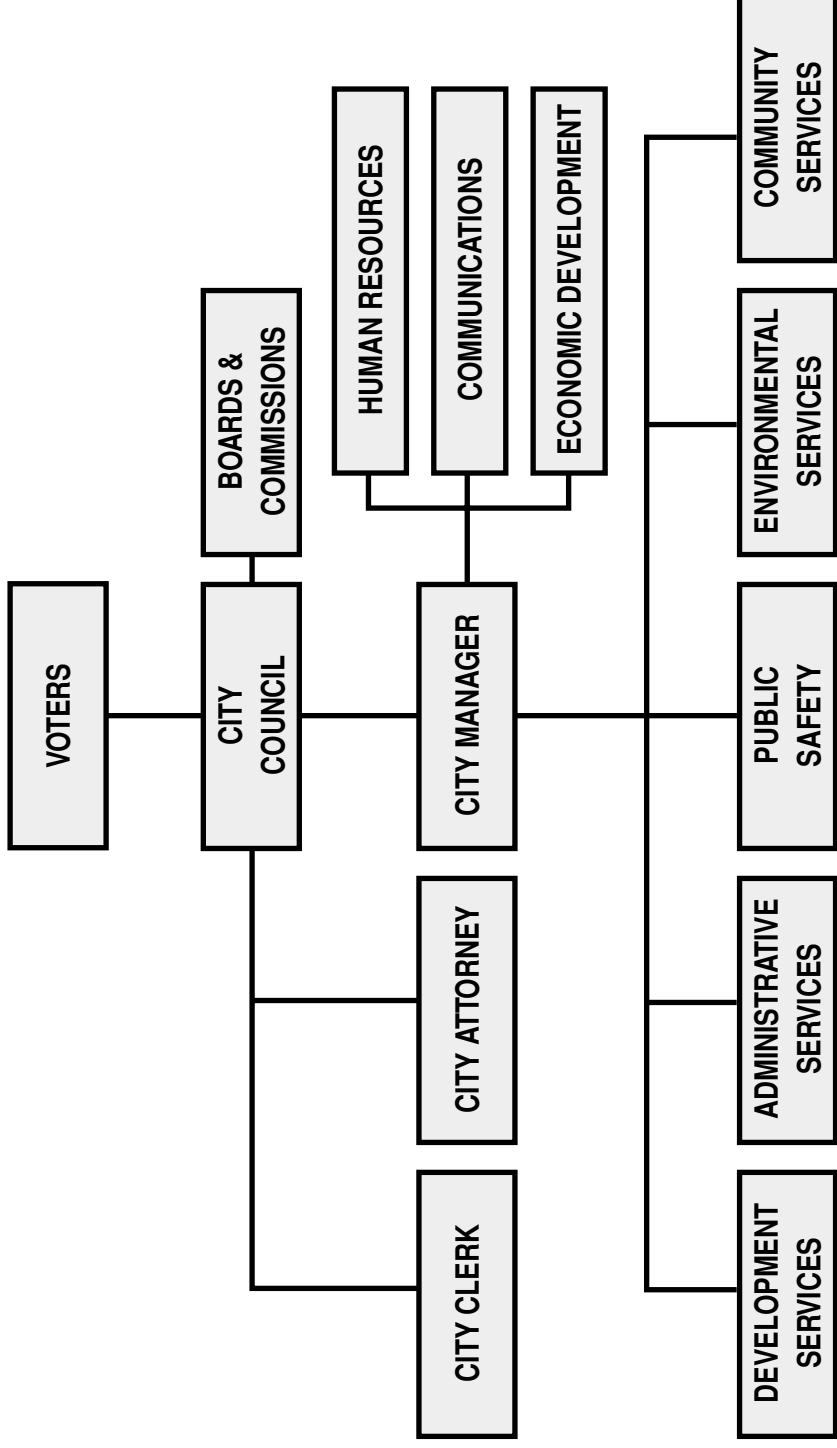 VOTERS
CITY
COUNCIL
BOARDS &
COMMISSIONS
CITY CLERK
CITY ATTORNEY
CITY MANAGER
HUMAN RESOURCES
COMMUNICATIONS
ECONOMIC DEVELOPMENT
DEVELOPMENT
SERVICES
ADMINISTRATIVE
SERVICES
PUBLIC
SAFETY
ENVIRONMENTAL
SERVICES
COMMUNITY
SERVICES